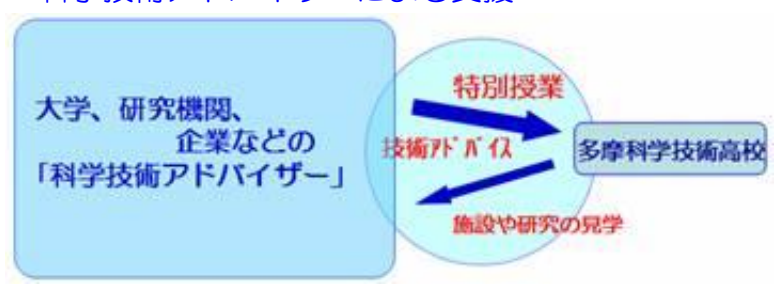 大学、研究機関、
企業などの
「科学技術アドバイザー」
特別授業
技術ｱﾄﾞﾊﾞｲｽ
多摩科学技術高校
施設や研究の見学